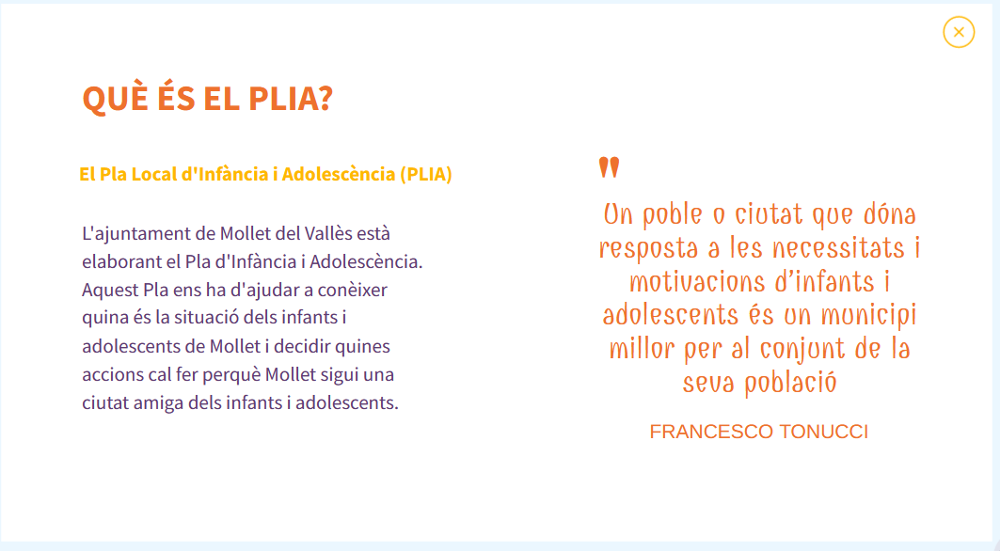 QUÈ ÉS EL PLIA?
El Pla Local d'Infància i Adolescència (PLIA)
L'ajuntament de Mollet del Vallès està
elaborant el Pla d'Infància i Adolescència.
Aquest Pla ens ha d'ajudar a conèixer
quina és la situació dels infants i
adolescents de Mollet i decidir quines
accions cal fer perquè Mollet sigui una
ciutat amiga dels infants i adolescents.
"
Un poble o ciutat que dóna
resposta a les necessitats i
motivacions d'infants i
adolescents és un municipi
millor per al conjunt de la
seva població
FRANCESCO TONUCCI